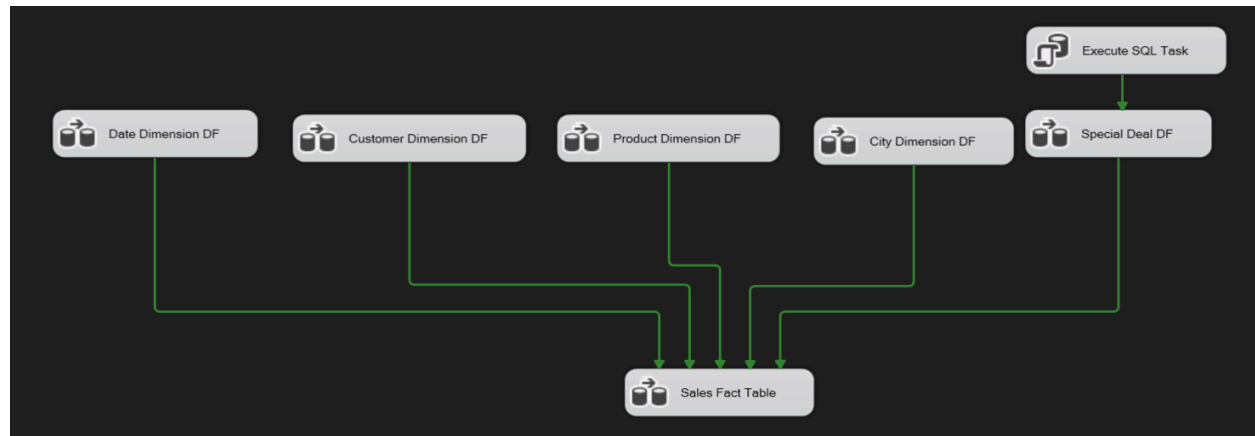 Execute SQL Task
Date Dimension DF
Customer Dimension DF
Product Dimension DF
City Dimension DF
Special Deal DF
Sales Fact Table